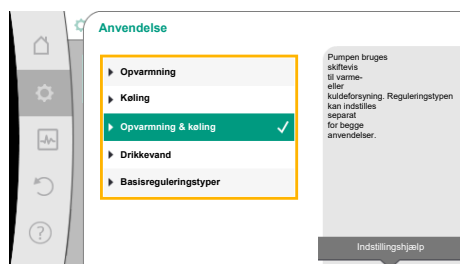 Anvendelse
Opvarmning
Køling
Opvarmning & køling
Drikkevand
Basisreguleringstyper
Pumpen bruges
skiftevis
til varme-
eller
kuldeforsyning. Reguleringstypen
kan indstilles
separat
for begge
anvendelser.
Indstillingshjælp